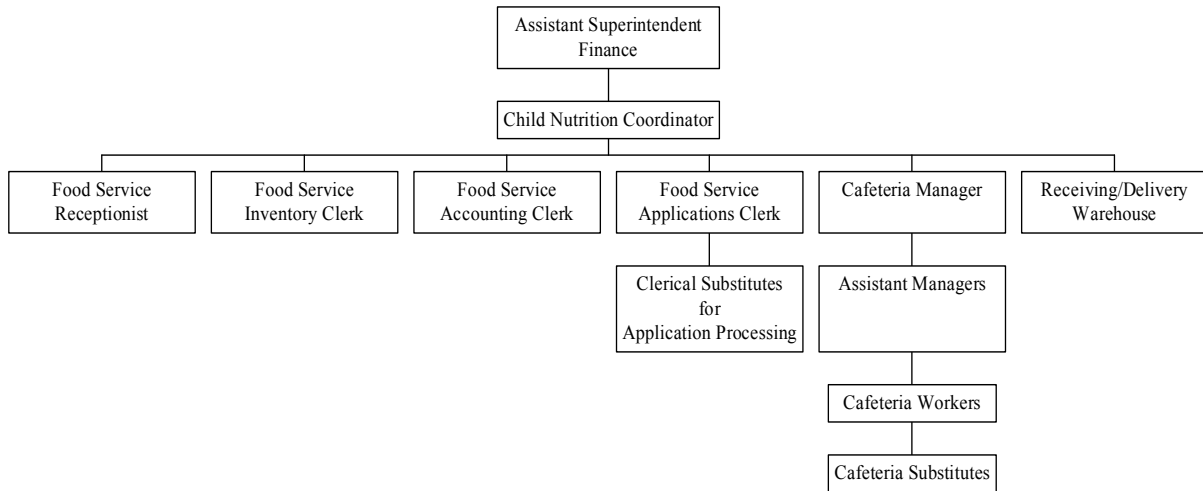 Assistant Superintendent
Finance
Child Nutrition Coordinator
Food Service
Receptionist
Food Service
Inventory Clerk
Food Service
Accounting Clerk
Food Service
Applications Clerk
Cafeteria Manager
Receiving/Delivery
Warehouse
Clerical Substitutes
for
Application Processing
Assistant Managers
Cafeteria Workers
Cafeteria Substitutes